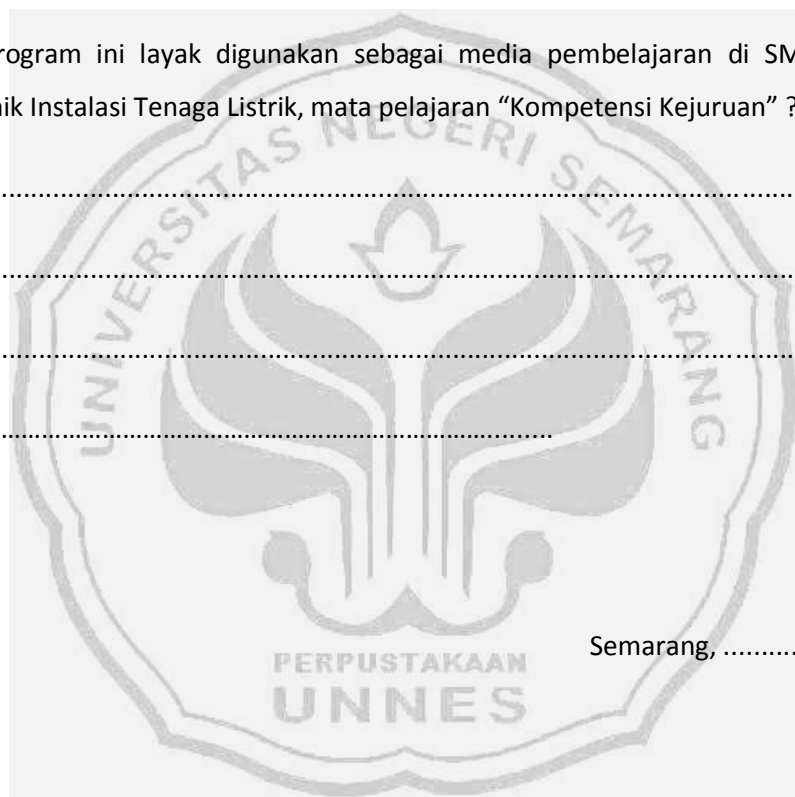 rogram ini layak digunakan sebagai media pembelajaran di SM
nik Instalasi Tenaga Listrik, mata pelajaran “Kompetensi Kejuruan” ?
...........................................................................................................
...........................................................................................................
...........................................................................................................
..........................................................................
UNIVERSITAS NEGERI SEMARANG
Semarang, ..........
PERPUSTAKAAN
UNNES